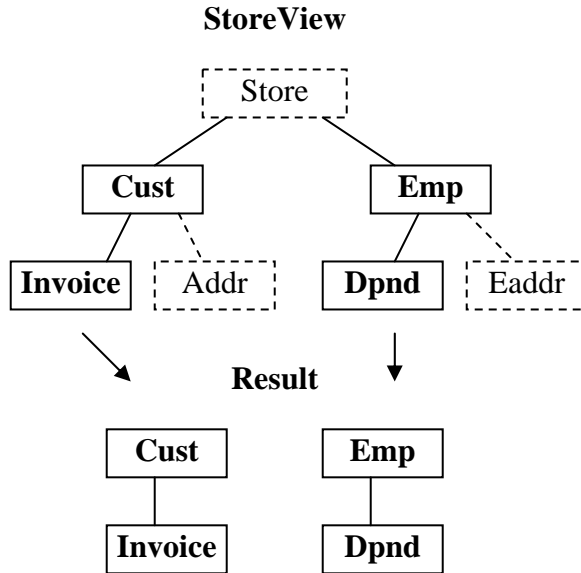 StoreView
Store
Cust Emp
Invoice Addr Dpnd Eaddr
Result
Cust Emp
Invoice Dpnd